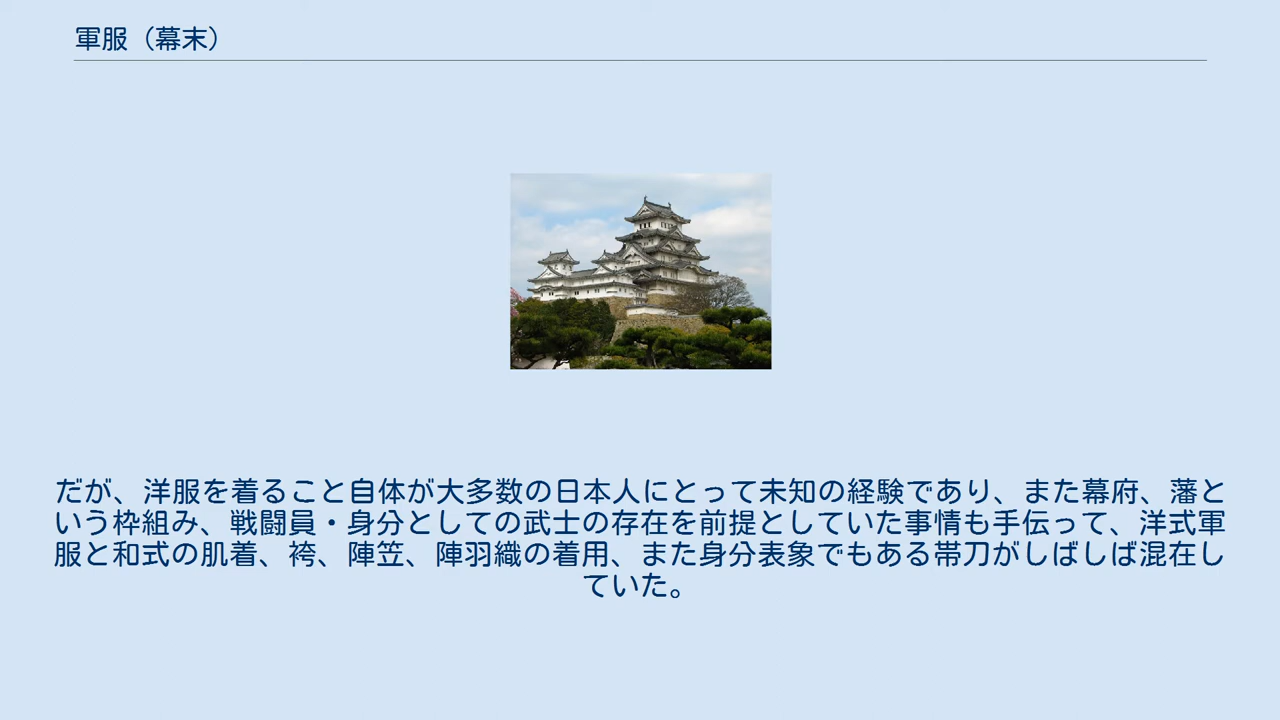 軍服（幕末）
だが、洋服を着ること自体が大多数の日本人にとって未知の経験であり、また幕府、藩と
いう枠組み、戦闘員・身分としての武士の存在を前提としていた事情も手伝って、洋式軍
服と和式の肌着、袴、陣笠、陣羽織の着用、また身分表象でもある帯刀がしばしば混在し
ていた。